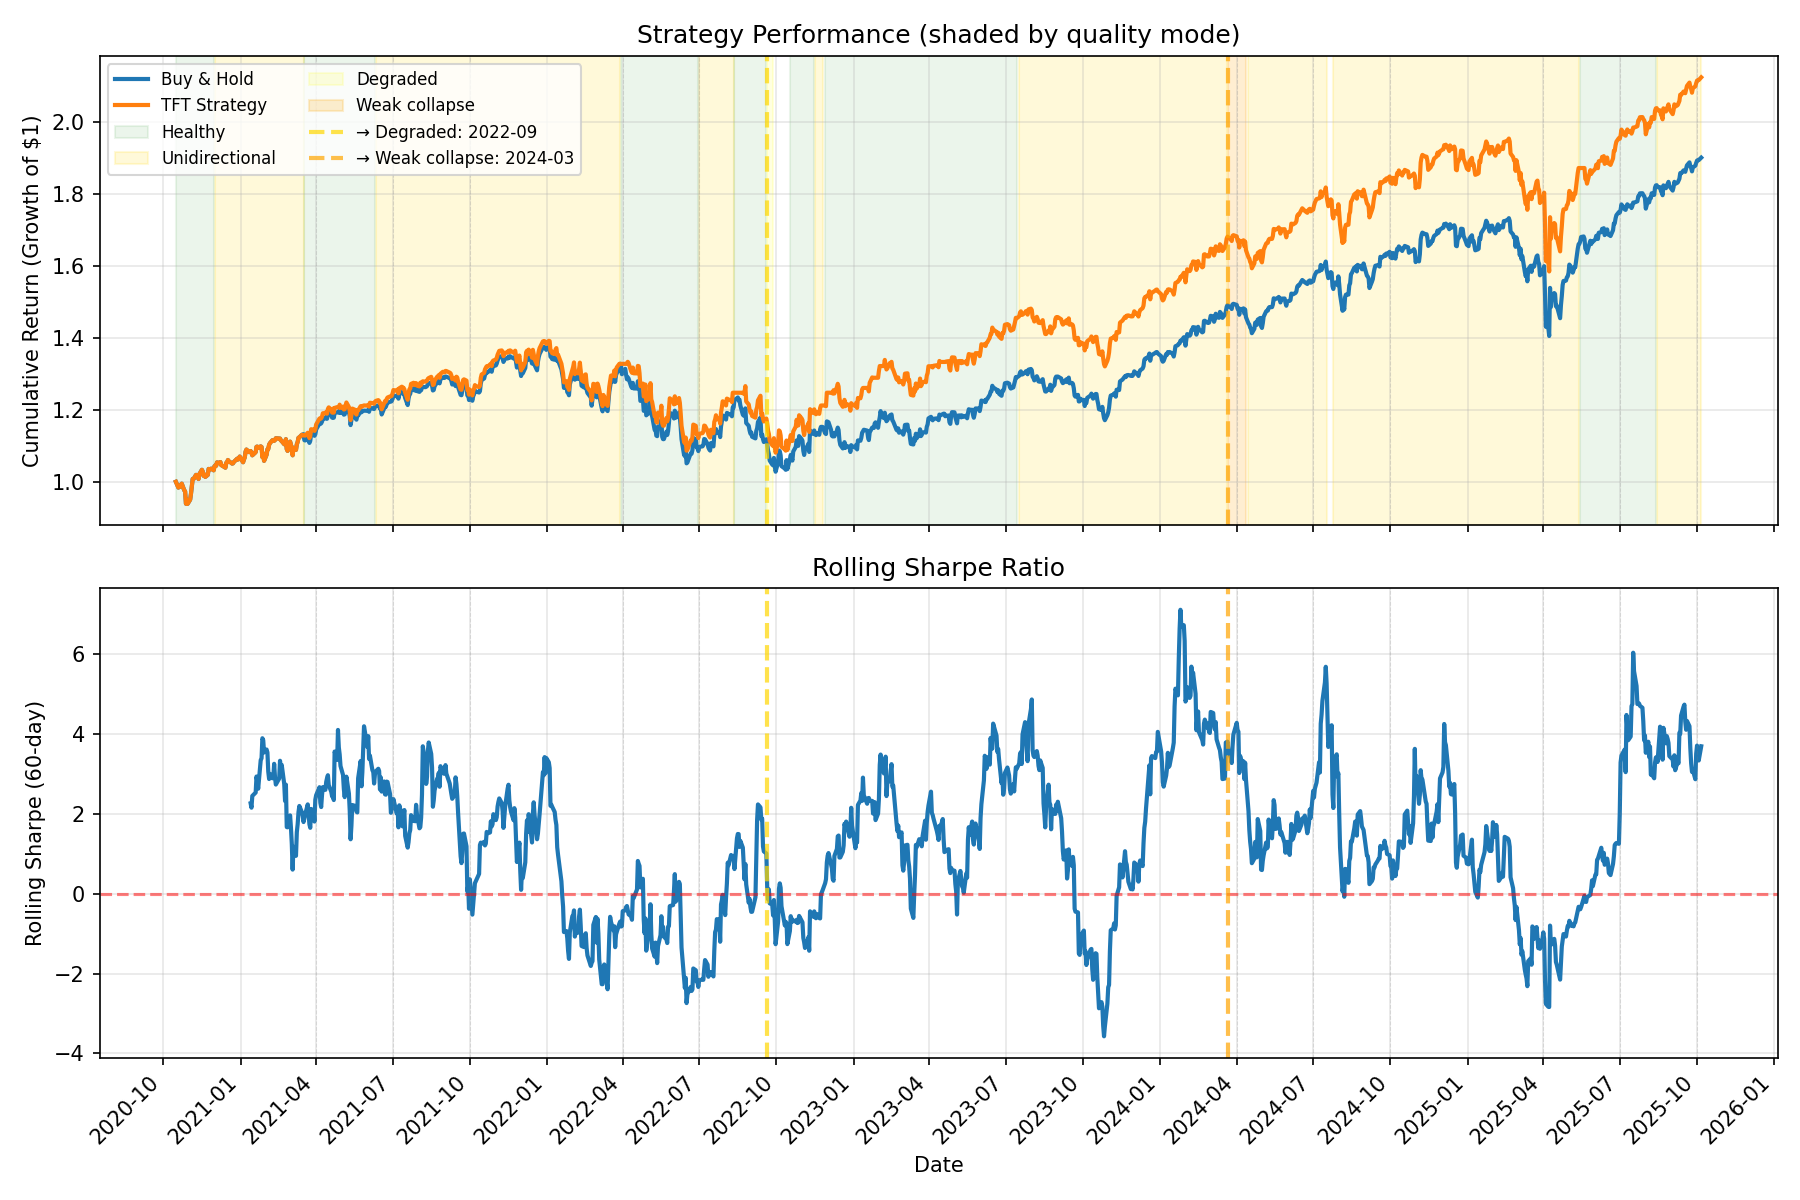 Strategy Performance (shaded by quality mode)
Cumulative Return (Growth of $1)
2.0
1.8
1.6
1.4
1.2
1.0
Buy & Hold
TFT Strategy
Healthy
Unidirectional
Degraded
Weak collapse
→ Degraded: 2022-09
→ Weak collapse: 2024-03
Rolling Sharpe Ratio
Rolling Sharpe (60-day)
6
4
2
0
−2
−4
2020-10
2021-01
2021-04
2021-07
2021-10
2022-01
2022-04
2022-07
2022-10
2023-01
2023-04
2023-07
2023-10
2024-01
2024-04
2024-07
2024-10
2025-01
2025-04
2025-07
2025-10
2026-01
Date